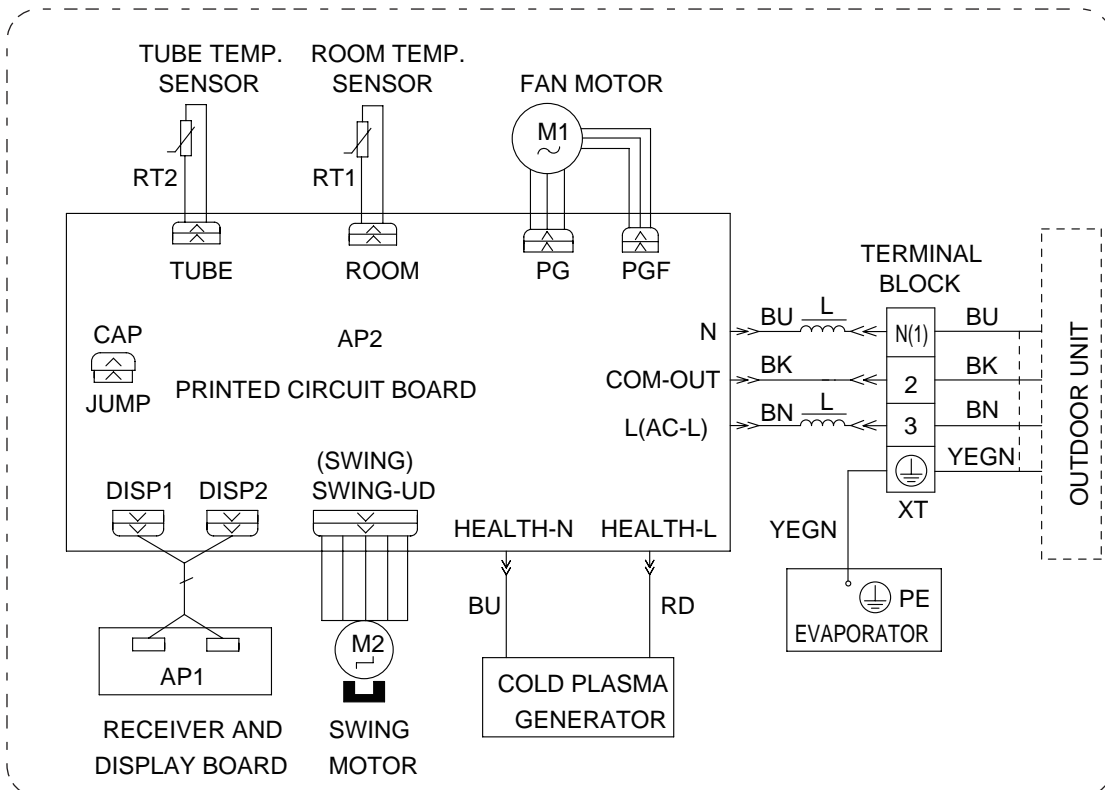 TUBE TEMP.
SENSOR
ROOM TEMP.
SENSOR
FAN MOTOR
M1
RT2
RT1
TUBE
ROOM
PG
PGF
TERMINAL
BLOCK
CAP
JUMP
AP2
PRINTED CIRCUIT BOARD
N
BU
L
N(1)
BU
COM-OUT
BK
2
BK
L(AC-L)
BN
L
3
BN
YEGN
XT
OUTDOOR UNIT
DISP1
DISP2
(SWING)
SWING-UD
HEALTH-N
HEALTH-L
YEGN
BU
RD
PE
EVAPORATOR
AP1
M2
COLD PLASMA
GENERATOR
RECEIVER AND
DISPLAY BOARD
SWING
MOTOR